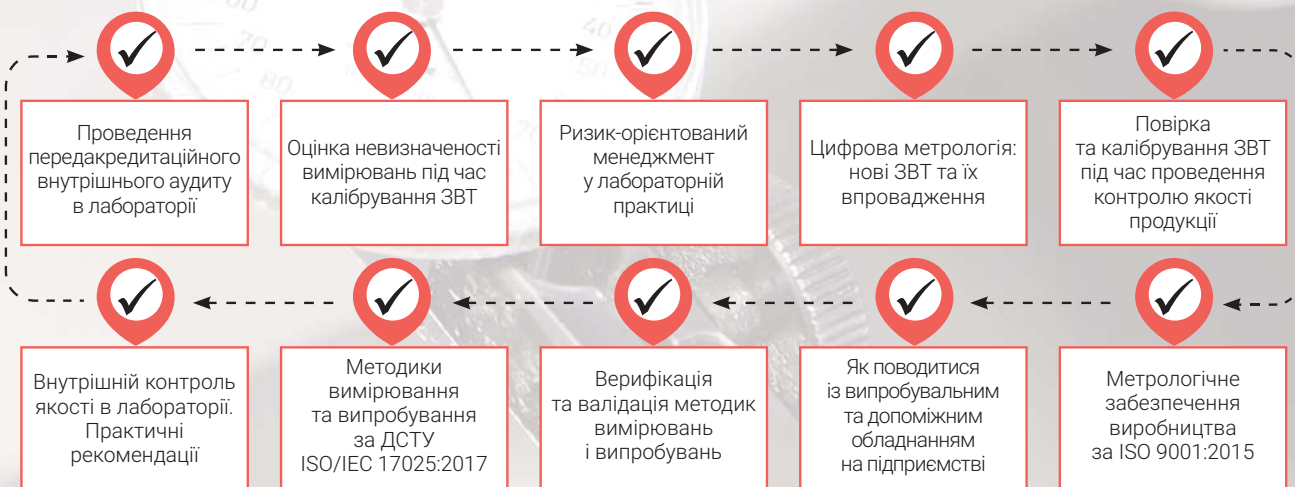 Проведення
передакредитаційного
внутрішнього аудиту
в лабораторії
Оцінка невизначеності
вимірювань під час
калібрування ЗВТ
Ризик-орієнтований
менеджмент
у лабораторній
практиці
Цифрова метрологія:
нові ЗВТ та їх
впровадження
Повірка
та калібрування ЗВТ
під час проведення
контролю якості
продукції
Внутрішній контроль
якості в лабораторії.
Практичні
рекомендації
Методики
вимірювання
та випробування
за ДСТУ
ISO/IEC 17025:2017
Верифікація
та валідація методик
вимірювань
і випробувань
Як поводитися
із випробувальним
та допоміжним
обладнанням
на підприємстві
Метрологічне
забезпечення
виробництва
за ISO 9001:2015